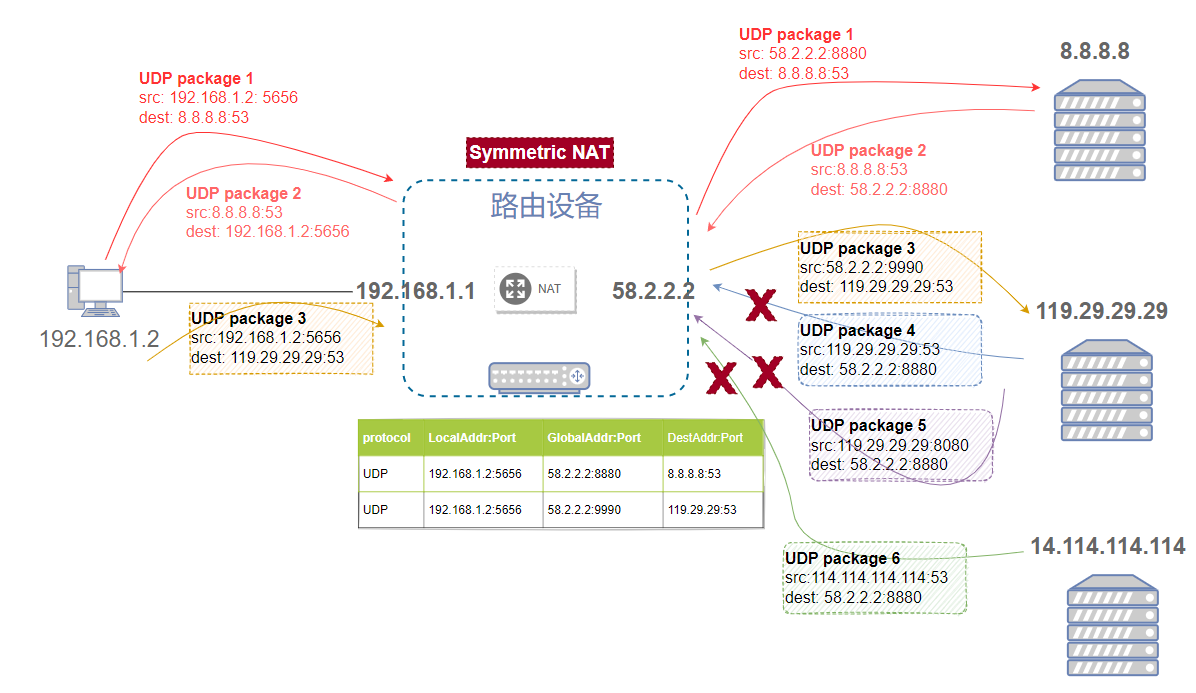 UDP package 1
src: 58.2.2.2:8880
dest: 8.8.8.8:53
8.8.8.8
UDP package 1
src: 192.168.1.2: 5656
dest: 8.8.8.8:53
Symmetric NAT
UDP package 2
src:8.8.8.8:53
dest: 58.2.2.2:8880
UDP package 2
src:8.8.8.8:53
dest: 192.168.1.2:5656
路由设备
UDP package 3
src:58.2.2.2:9990
dest: 119.29.29.29:53
192.168.1.1
NAT
58.2.2.2
119.29.29.29
192.168.1.2
UDP package 3
src:192.168.1.2:5656
dest: 119.29.29.29:53
UDP package 4
src:119.29.29.29:53
dest: 58.2.2.2:8880
UDP package 5
src:119.29.29.29:8080
dest: 58.2.2.2:8880
protocol LocalAddr:Port GlobalAddr:Port DestAddr:Port
UDP 192.168.1.2:5656 58.2.2.2:8880 8.8.8.8:53
UDP 192.168.1.2:5656 58.2.2.2:9990 119.29.29:53
14.114.114.114
UDP package 6
src:114.114.114.114:53
dest: 58.2.2.2:8880